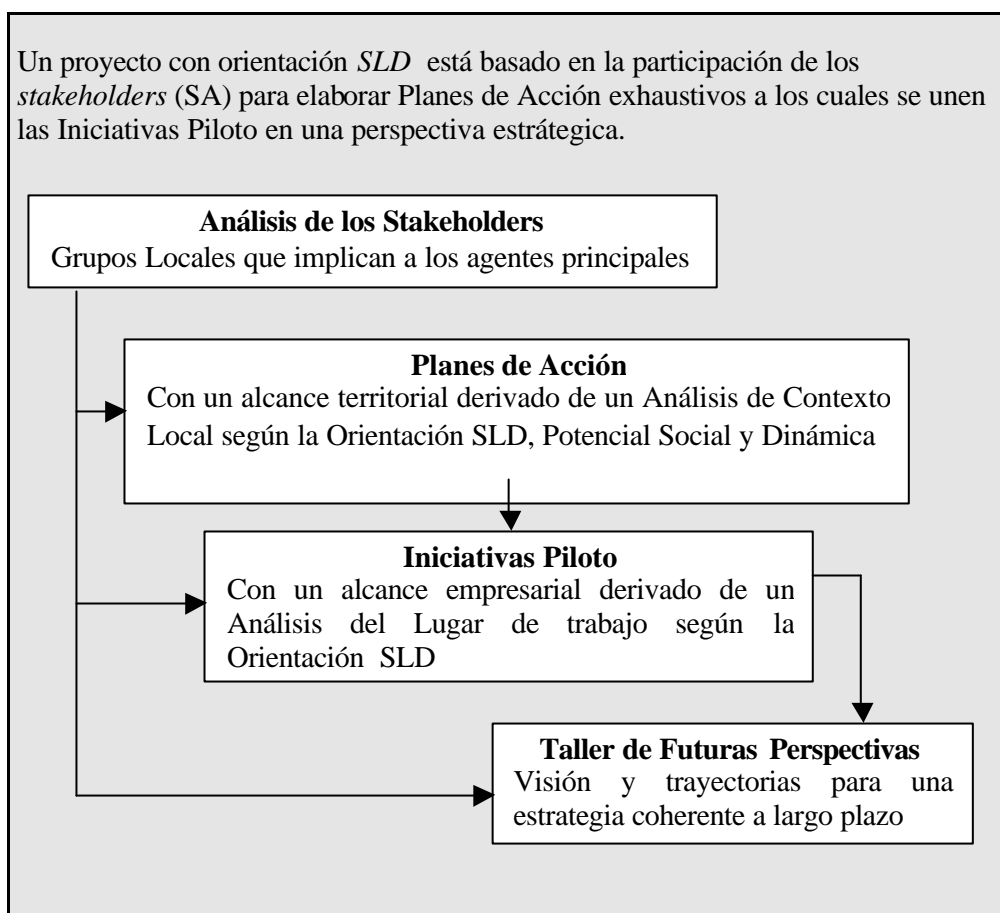 Un proyecto con orientación SLD está basado en la participación de los
stakeholders (SA) para elaborar Planes de Acción exhaustivos a los cuales se unen
las Iniciativas Piloto en una perspectiva estrátegica.
Análisis de los Stakeholders
Grupos Locales que implican a los agentes principales
Planes de Acción
Con un alcance territorial derivado de un Análisis de Contexto
Local según la Orientación SLD, Potencial Social y Dinámica
Iniciativas Piloto
Con un alcance empresarial derivado de un
Análisis del Lugar de trabajo según la
Orientación SLD
Taller de Futuras Perspectivas
Visión y trayectorias para una
estrategia coherente a largo plazo